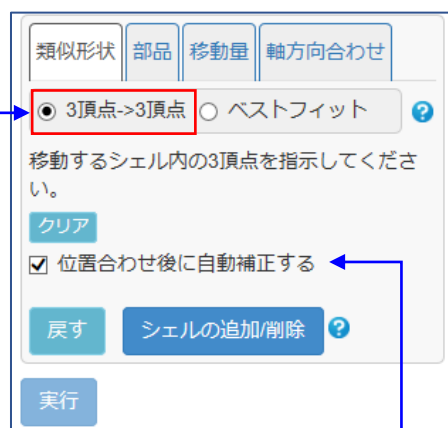 類似形状 部品 移動量 軸方向合わせ
3頂点->3頂点 ベストフィット ?
移動するシェル内の3頂点を指示してくださ
い。
クリア
位置合わせ後に自動補正する
戻す シェルの追加/削除 ?
実行